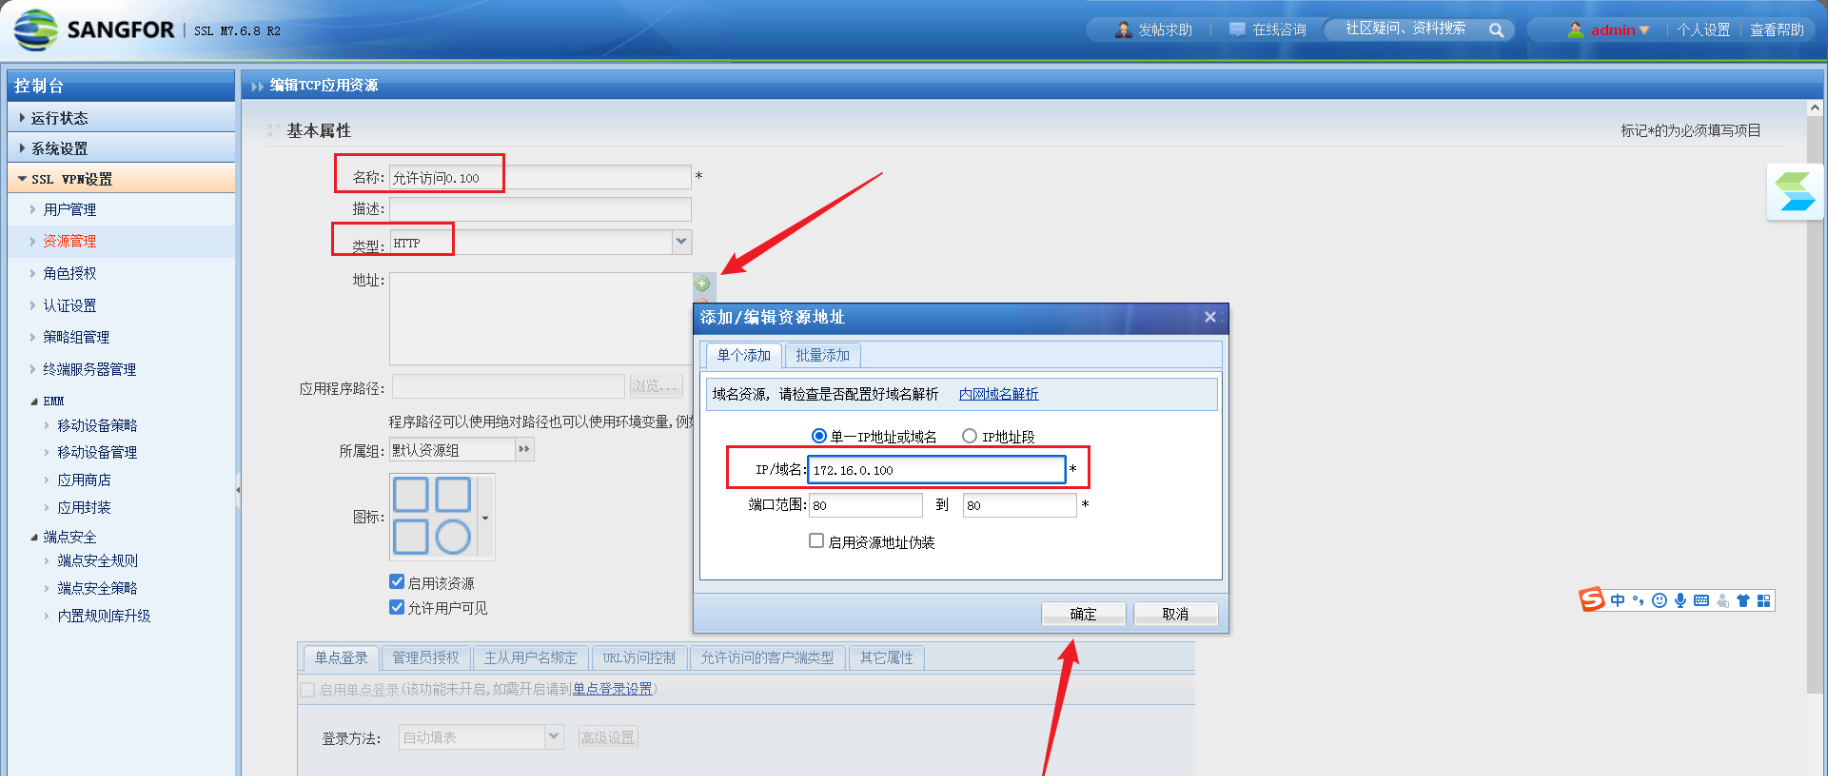 SANGFOR | SSL M7.6.8 R2
发帖求助 | 在线咨询 社区疑问、资料搜索 admin | 个人设置 | 查看帮助
控制台
运行状态
系统设置
SSL VPN设置
用户管理
资源管理
角色授权
认证设置
策略组管理
终端服务器管理
EMM
移动设备策略
移动设备管理
应用商店
应用封装
端点安全
端点安全规则
端点安全策略
内置规则库升级
编辑TCP应用资源
基本属性
标记*的为必须填写项目
名称: 允许访问0.100 *
描述:
类型: HTTP
地址:
应用程序路径: 浏览...
程序路径可以使用绝对路径也可以使用环境变量,例
所属组: 默认资源组
图标:
启用该资源
允许用户可见
添加/编辑资源地址
单个添加 批量添加
域名资源, 请检查是否配置好域名解析 内网域名解析
单一IP地址或域名 IP地址段
IP/域名: 172.16.0.100 *
端口范围: 80 到 80 *
启用资源地址伪装
确定 取消
中
单点登录 管理员授权 主从用户名绑定 URL访问控制 允许访问的客户端类型 其它属性
启用单点登录(该功能未开启,如需开启请到单点登录设置)
登录方法: 自动填表 高级设置